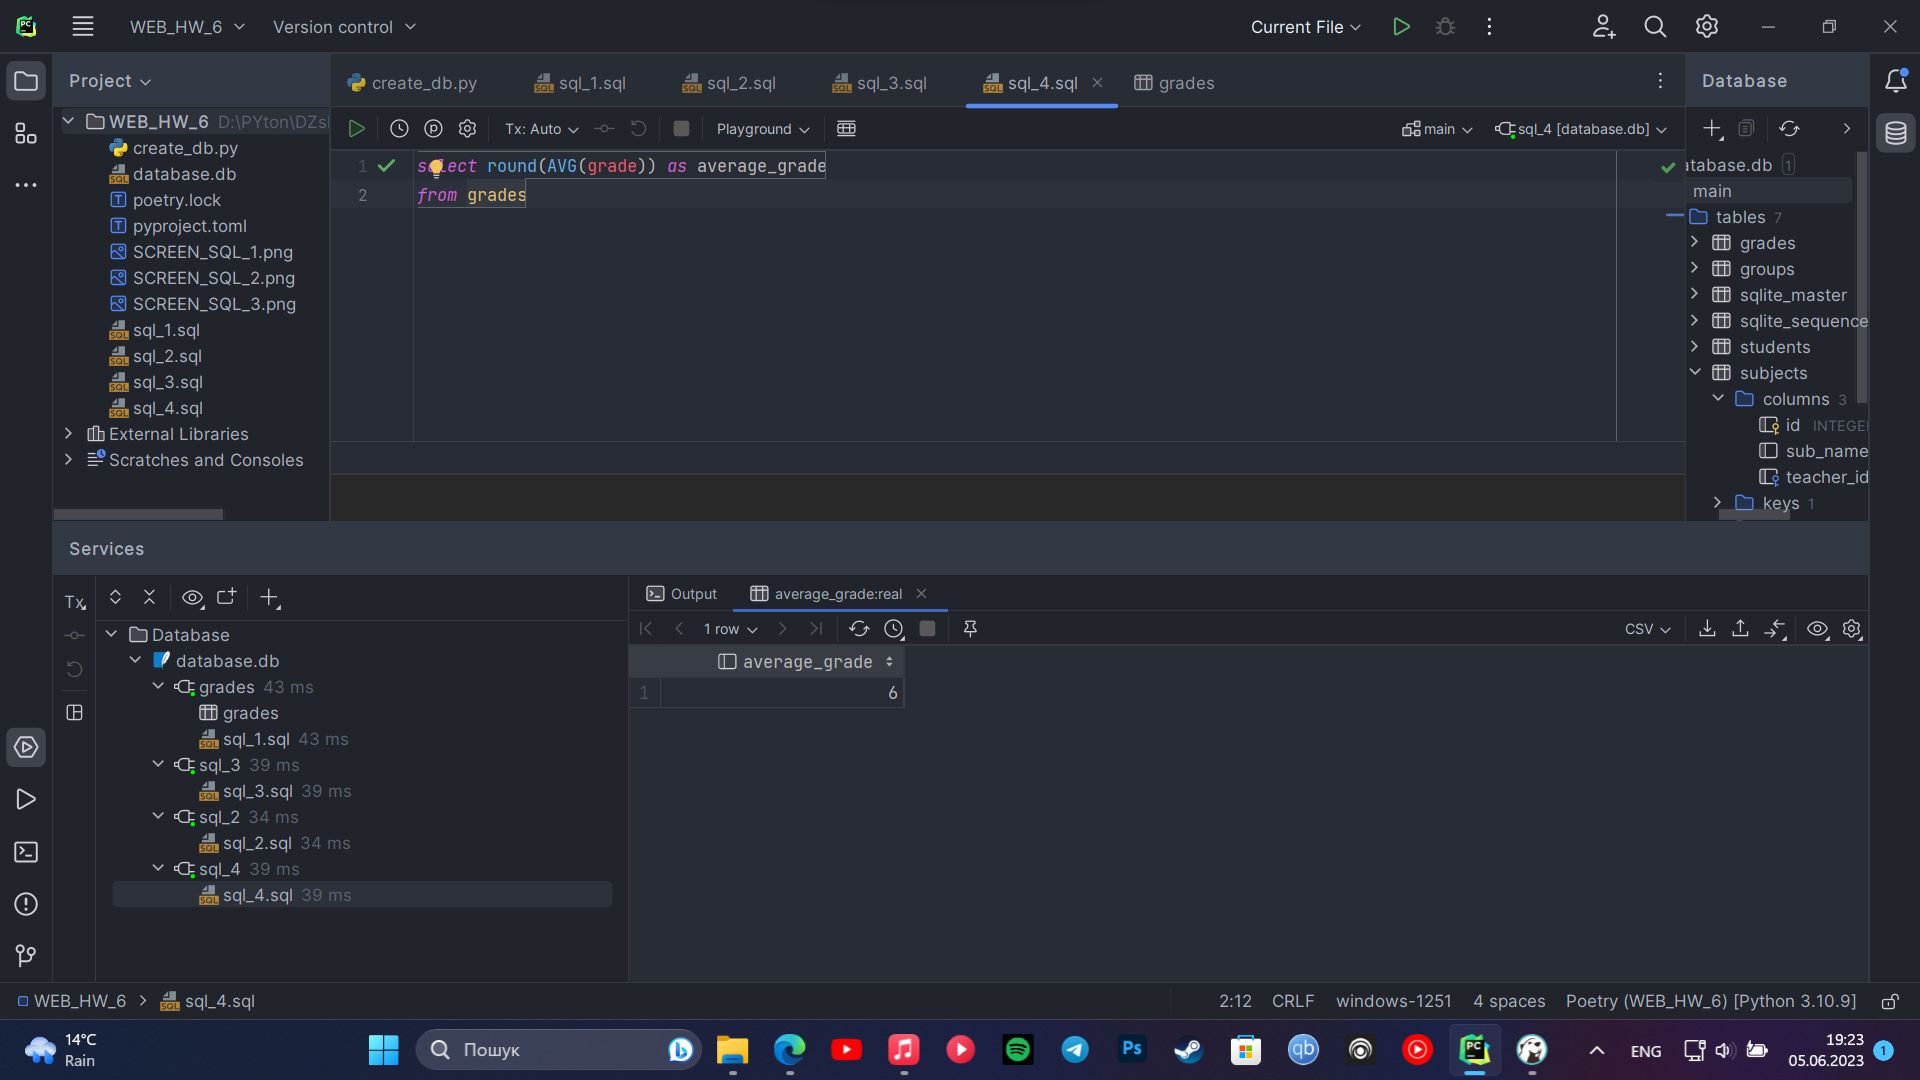 WEB_HW_6
Version control
Current File
Project
create_db.py
sql_1.sql
sql_2.sql
sql_3.sql
sql_4.sql
grades
Database
WEB_HW_6 D:\PYton\DZs
create_db.py
database.db
poetry.lock
pyproject.toml
SCREEN_SQL_1.png
SCREEN_SQL_2.png
SCREEN_SQL_3.png
sql_1.sql
sql_2.sql
sql_3.sql
sql_4.sql
External Libraries
Scratches and Consoles
Tx: Auto
Playground
main
sql_4 [database.db]
1 select round(AVG(grade)) as average_grade
2 from grades
atabase.db 1
main
tables 7
grades
groups
sqlite_master
sqlite_sequence
students
subjects
columns 3
id INTEGE
sub_name
teacher_id
keys 1
Services
Tx
Database
database.db
grades 43 ms
grades
sql_1.sql 43 ms
sql_3 39 ms
sql_3.sql 39 ms
sql_2 34 ms
sql_2.sql 34 ms
sql_4 39 ms
sql_4.sql 39 ms
Output
average_grade:real
1 row
CSV
average_grade
1 6
WEB_HW_6 sql_4.sql
2:12 CRLF windows-1251 4 spaces Poetry (WEB_HW_6) [Python 3.10.9]
14°C
Rain
Пошук
Ps
qb
PC
ENG
19:23
05.06.2023
1